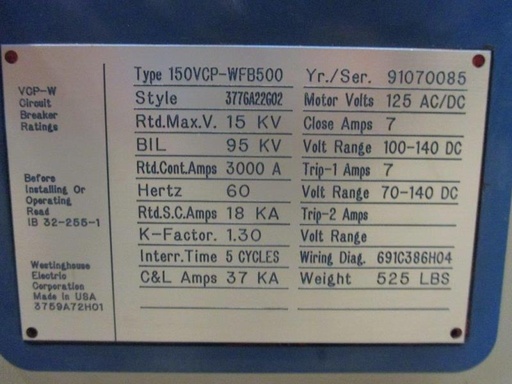 VCP-W
Circuit
Breaker
Ratings
Before
Installing Or
Operating
Read
IB 32-255-1
Westinghouse
Electric
Corporation
Made In USA
3759A72H01
Type 150VCP-WFB500
Style 3776A22G02
Rtd.Max.V. 15 KV
BIL 95 KV
Rtd.Cont.Amps 3000 A
Hertz 60
Rtd.S.C.Amps 18 KA
K-Factor. 1.30
Interr.Time 5 CYCLES
C&L Amps 37 KA
Yr./Ser. 91070085
Motor Volts 125 AC/DC
Close Amps 7
Volt Range 100-140 DC
Trip-1 Amps 7
Volt Range 70-140 DC
Trip-2 Amps
Volt Range
Wiring Diag. 691C386H04
Weight 525 LBS